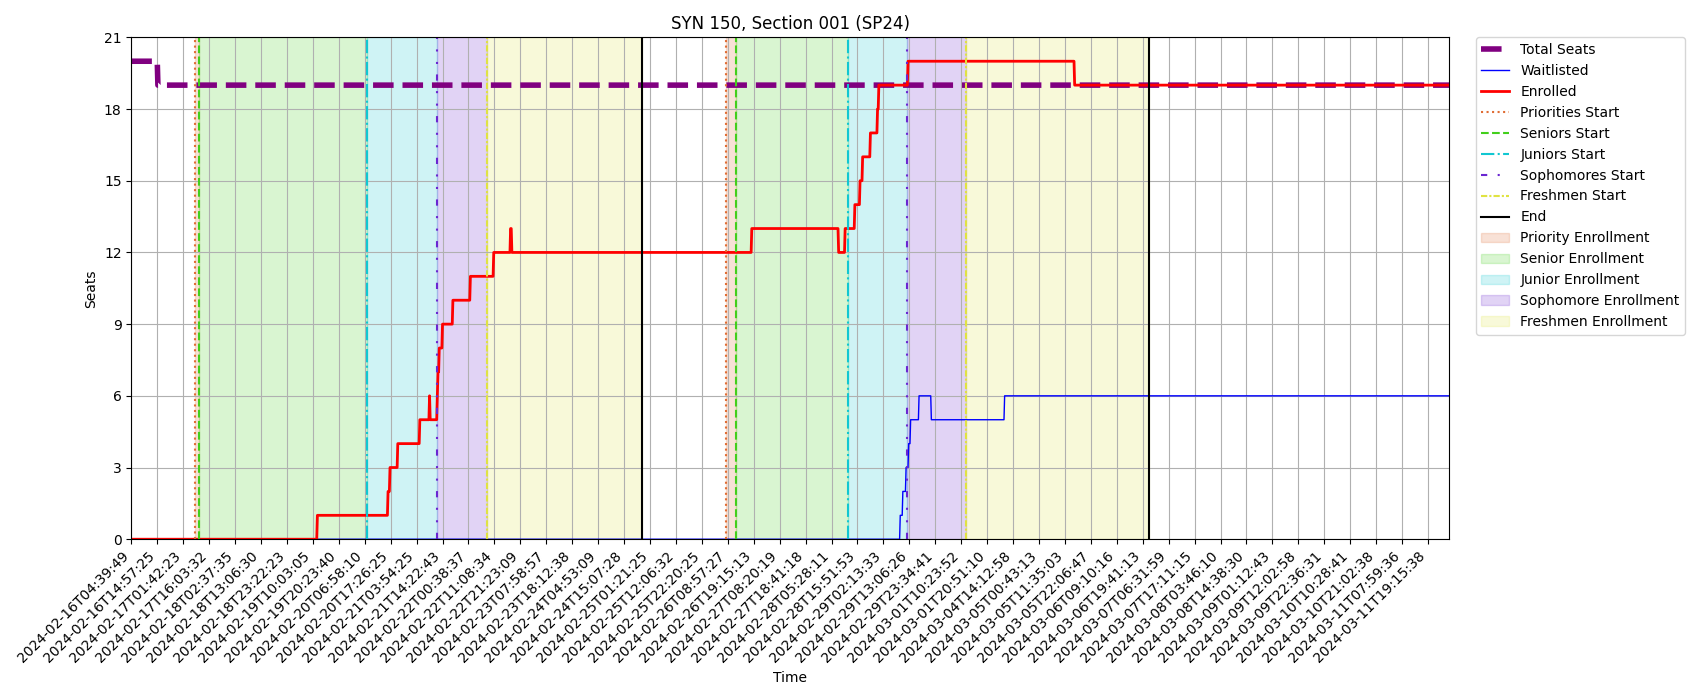 SYN 150, Section 001 (SP24)
21
18
15
12
9
6
3
0
Seats
2024-02-16T04:39:49
2024-02-16T14:57:25
2024-02-17T01:42:23
2024-02-17T16:03:32
2024-02-18T02:37:35
2024-02-18T13:06:30
2024-02-18T23:22:23
2024-02-19T10:03:05
2024-02-19T20:23:40
2024-02-20T06:58:10
2024-02-20T17:26:25
2024-02-21T03:54:25
2024-02-21T14:22:43
2024-02-22T00:38:37
2024-02-22T11:08:34
2024-02-22T21:23:09
2024-02-23T07:58:57
2024-02-23T18:12:38
2024-02-24T04:53:09
2024-02-24T15:07:28
2024-02-25T01:21:25
2024-02-25T12:06:32
2024-02-25T22:20:25
2024-02-26T08:57:27
2024-02-26T19:15:13
2024-02-27T08:20:19
2024-02-27T18:41:18
2024-02-28T05:28:11
2024-02-28T15:51:53
2024-02-29T02:13:33
2024-02-29T13:06:26
2024-02-29T23:34:41
2024-03-01T10:23:52
2024-03-01T20:51:10
2024-03-04T14:12:58
2024-03-05T00:43:13
2024-03-05T11:35:03
2024-03-05T22:06:47
2024-03-06T09:10:16
2024-03-06T19:41:13
2024-03-07T06:31:59
2024-03-07T17:11:15
2024-03-08T03:46:10
2024-03-08T14:38:30
2024-03-09T01:12:43
2024-03-09T12:02:58
2024-03-09T22:36:31
2024-03-10T10:28:41
2024-03-10T21:02:38
2024-03-11T07:59:36
2024-03-11T19:15:38
Time
Total Seats
Waitlisted
Enrolled
Priorities Start
Seniors Start
Juniors Start
Sophomores Start
Freshmen Start
End
Priority Enrollment
Senior Enrollment
Junior Enrollment
Sophomore Enrollment
Freshmen Enrollment